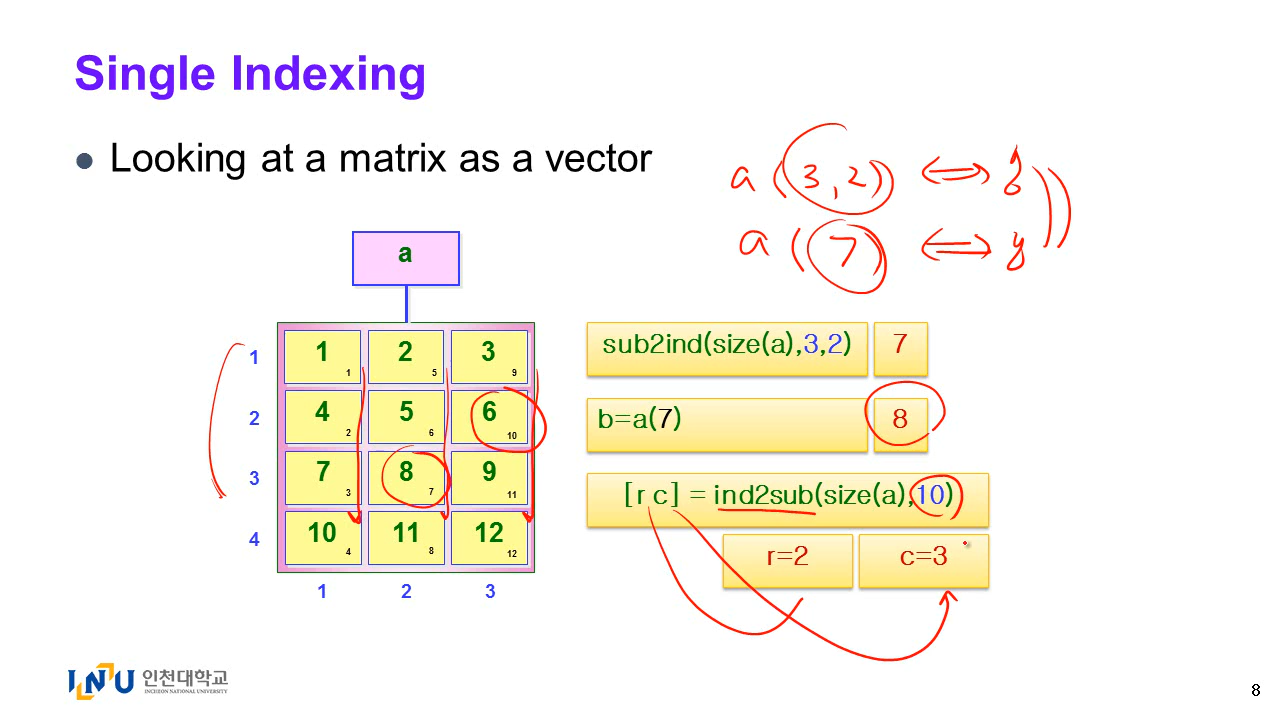 Single Indexing
Looking at a matrix as a vector
a (3,2) ⟺ 8
a (7) ⟺ 8
a
1 1 1 2 5 3 9
2 4 2 5 6 6 10
3 7 3 8 7 9 11
4 10 4 11 8 12 12
1 2 3
sub2ind(size(a),3,2) 7
b=a(7) 8
[r c] = ind2sub(size(a),10)
r=2 c=3
INU 인천대학교
INCHEON NATIONAL UNIVERSITY
8